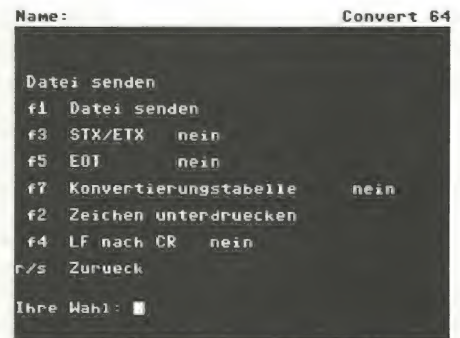 Name: Convert 64
Datei senden
f1 Datei senden
f3 STX/ETX nein
f5 EOT nein
f7 Konvertierungstabelle nein
f2 Zeichen unterdruecken
f4 LF nach CR nein
r/s Zurueck
Ihre Wahl: